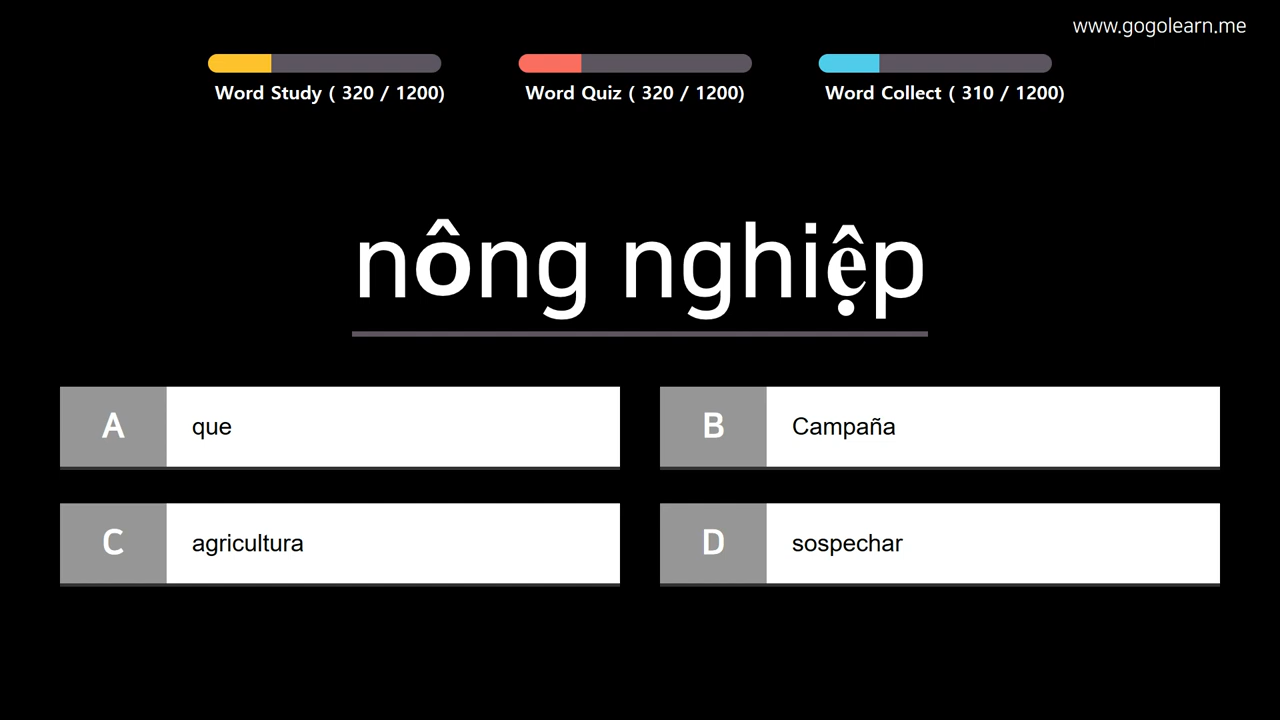 www.gogolearn.me
Word Study ( 320 / 1200)
Word Quiz ( 320 / 1200)
Word Collect ( 310 / 1200)
nông nghiệp
A que
B Campaña
C agricultura
D sospechar